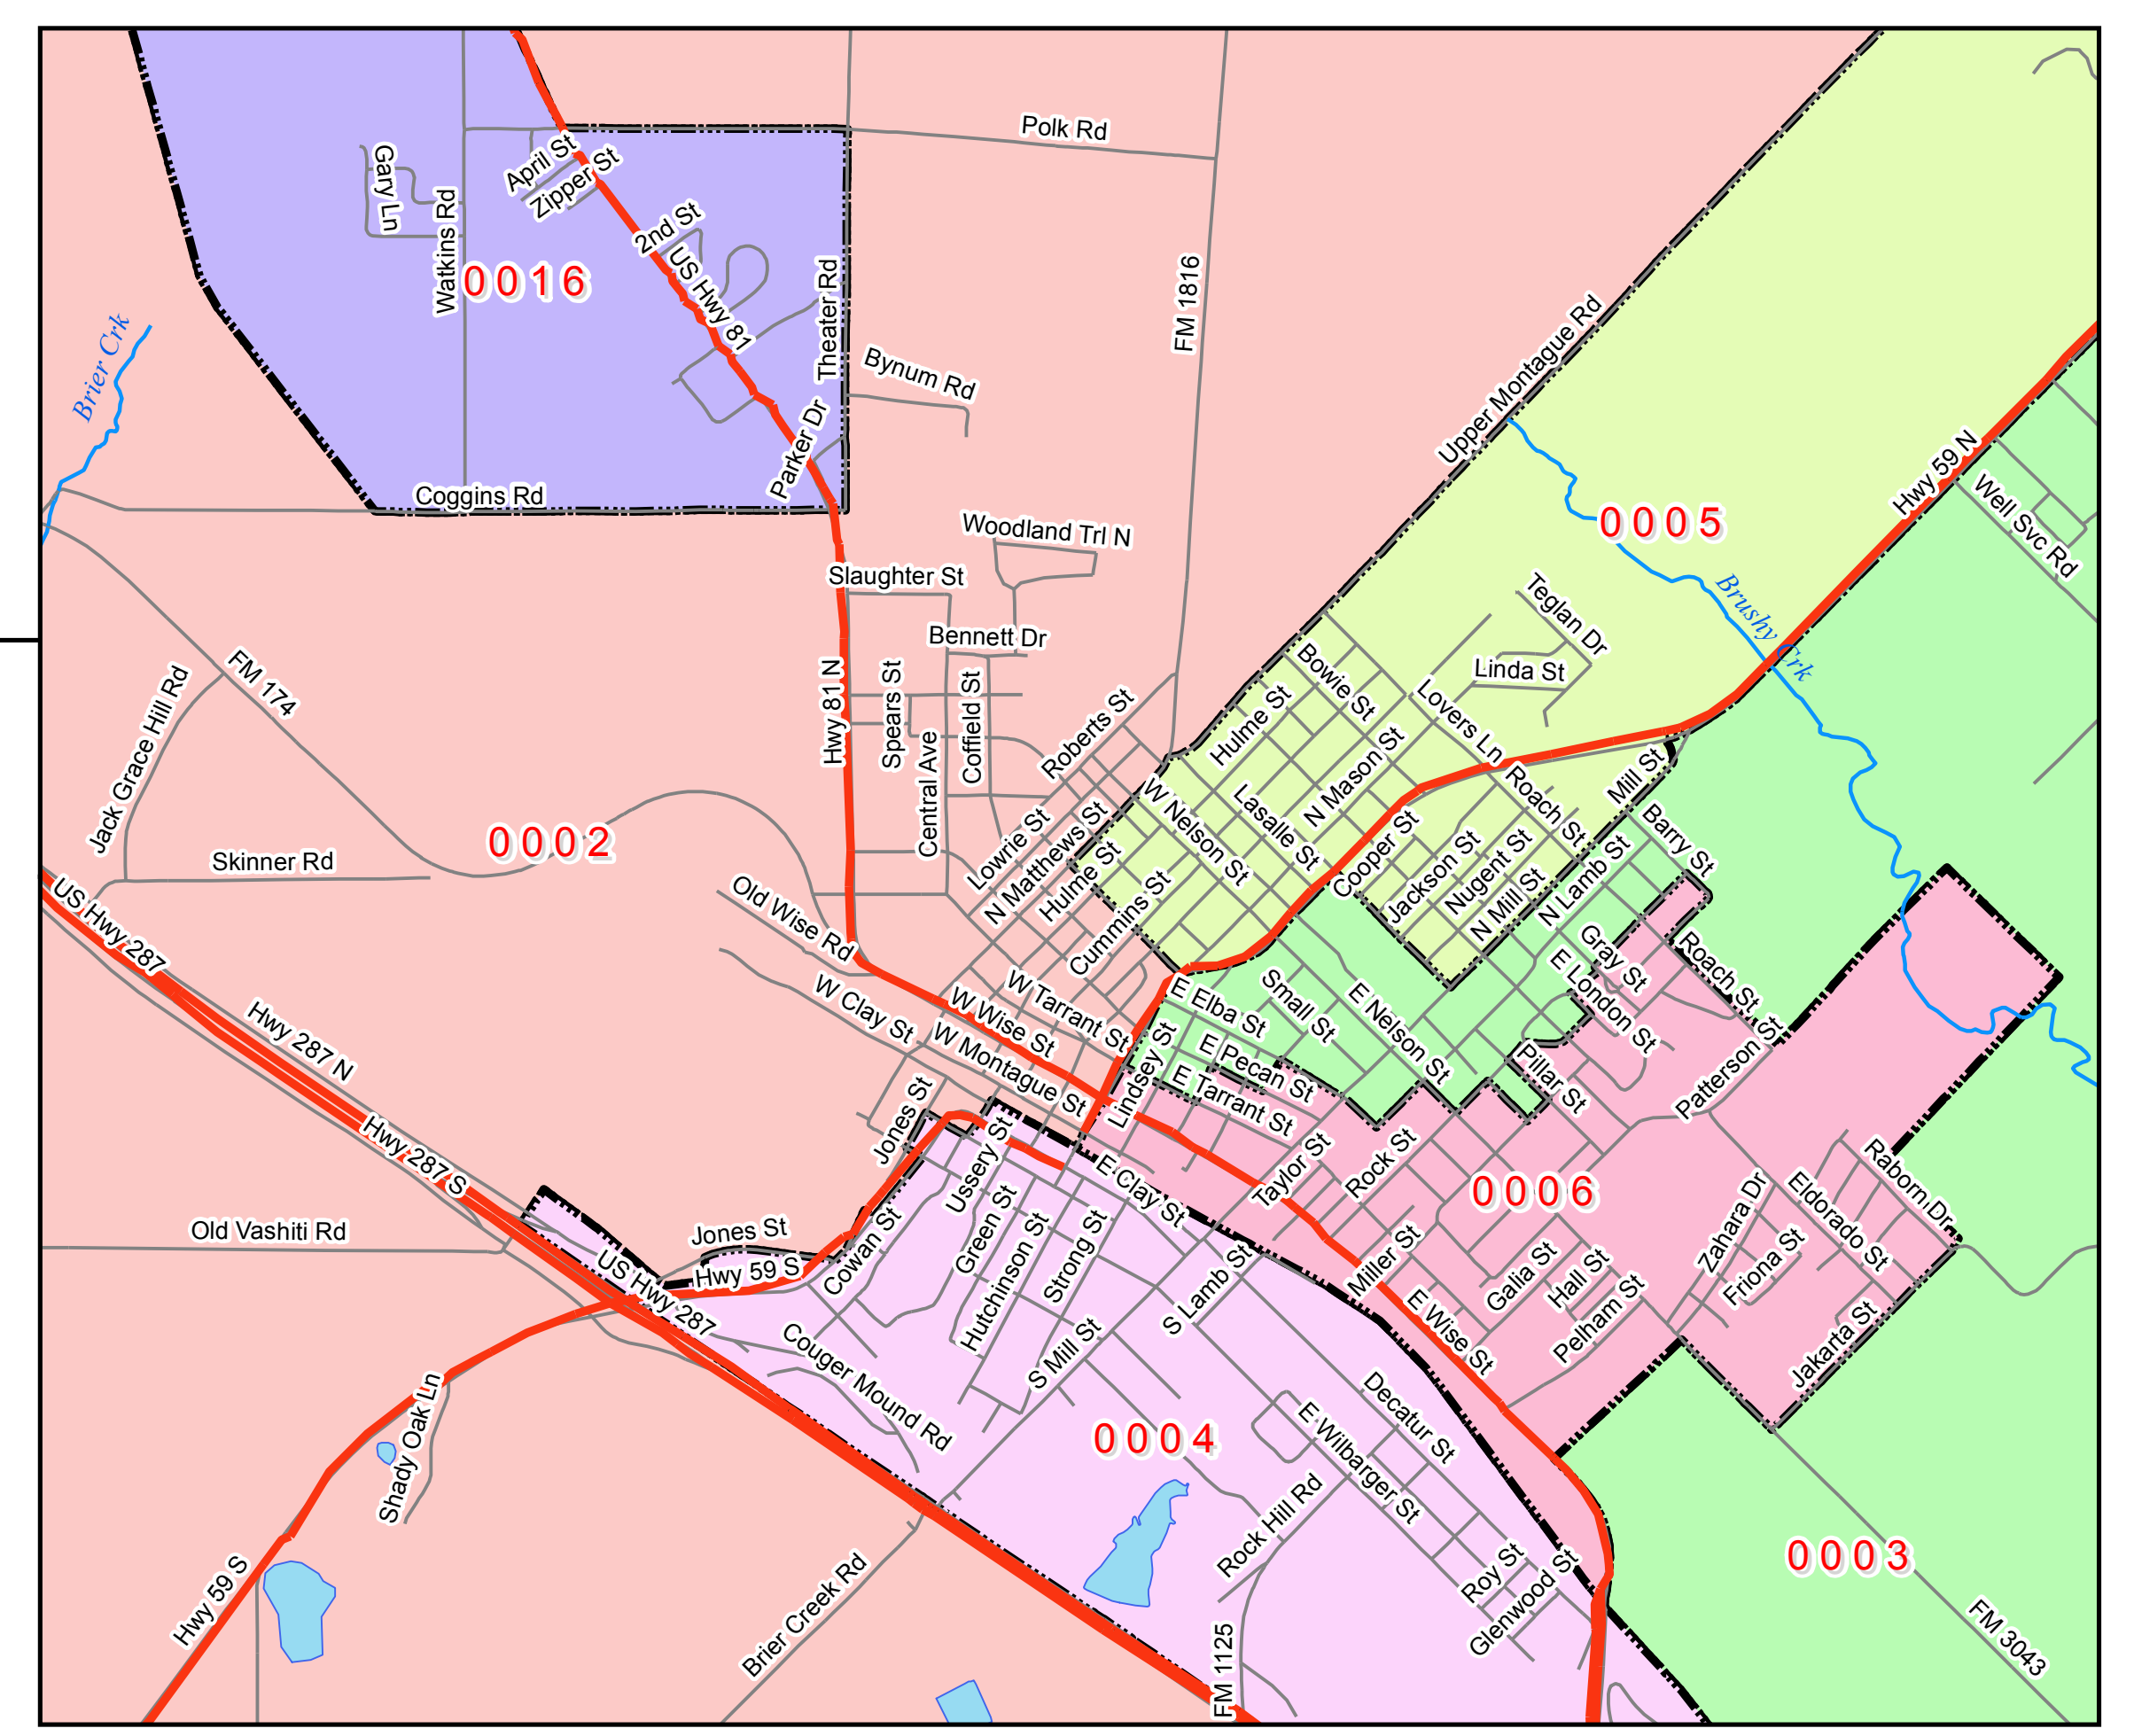 Polk Rd
April St
Zipper St
Gary Ln
Watkins Rd
2nd St
0016
US Hwy 81
Theater Rd
FM 1816
Brier Crk
Bynum Rd
Parker Dr
Coggins Rd
Upper Montague Rd
Hwy 59 N
Well Svc Rd
0005
Woodland Trl N
Slaughter St
Bennett Dr
Teglan Dr
Brushy Crk
Linda St
FM 174
Jack Grace Hill Rd
Hwy 81 N
Spears St
Coffield St
Central Ave
Roberts St
Hulme St
Bowie St
Lovers Ln
N Mason St
Roach St
Mill St
Barry St
W Nelson St
Lasalle St
Cooper St
Jackson St
Nugent St
N Mill St
N Lamb St
0002
Skinner Rd
Lowrie St
N Matthews St
Hulme St
Cummins St
Old Wise Rd
US Hwy 287
Gray St
E London St
Roach St
W Clay St
W Wise St
W Tarrant St
E Elba St
Small St
E Nelson St
Hwy 287 N
W Montague St
Lindsey St
E Pecan St
E Tarrant St
Pillar St
Patterson St
Jones St
Hwy 287 S
Ussery St
E Clay St
Taylor St
Rock St
0006
Raborn Dr
Eldorado St
Zahara Dr
Friona St
Old Vashiti Rd
Jones St
Hwy 59 S
Cowan St
Green St
Hutchinson St
Strong St
S Lamb St
Miller St
Galia St
Hall St
Pelham St
E Wise St
Jakarta St
US Hwy 287
Couger Mound Rd
S Mill St
Decatur St
E Wilbarger St
Shady Oak Ln
0004
Rock Hill Rd
Roy St
Glenwood St
0003
Hwy 59 S
Brier Creek Rd
FM 1125
FM 3043